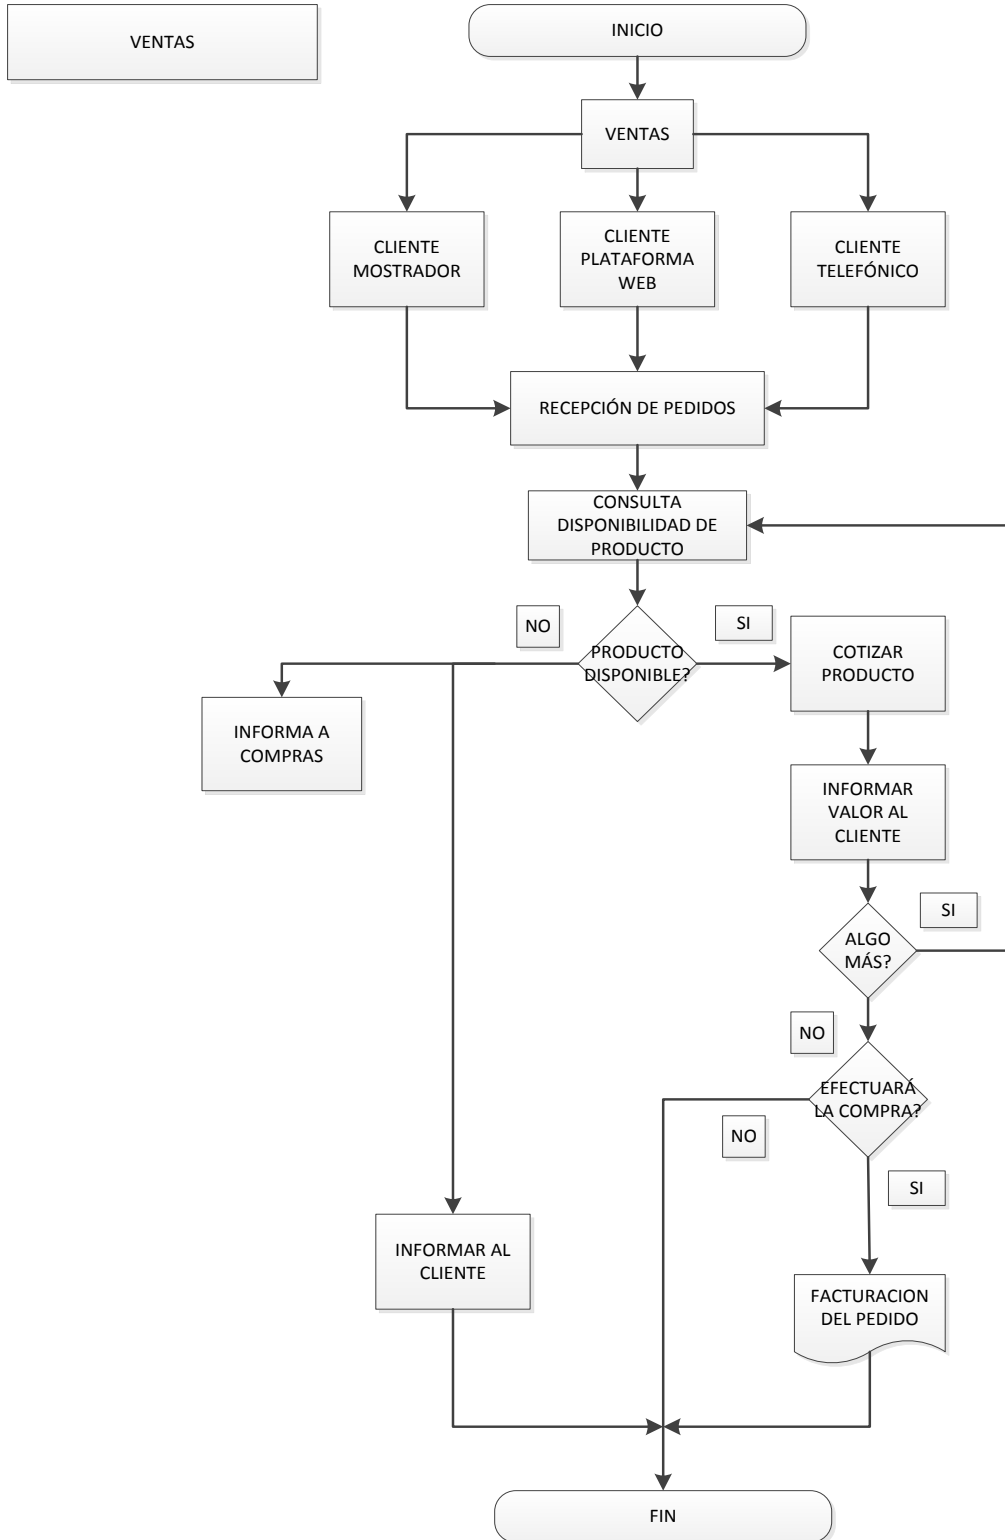 VENTAS
INICIO
VENTAS
CLIENTE
MOSTRADOR
CLIENTE
PLATAFORMA
WEB
CLIENTE
TELEFÓNICO
RECEPCIÓN DE PEDIDOS
CONSULTA
DISPONIBILIDAD DE
PRODUCTO
NO
SI
PRODUCTO
DISPONIBLE?
COTIZAR
PRODUCTO
INFORMA A
COMPRAS
INFORMAR
VALOR AL
CLIENTE
SI
ALGO
MÁS?
NO
EFECTUARÁ
LA COMPRA?
NO
SI
INFORMAR AL
CLIENTE
FACTURACION
DEL PEDIDO
FIN